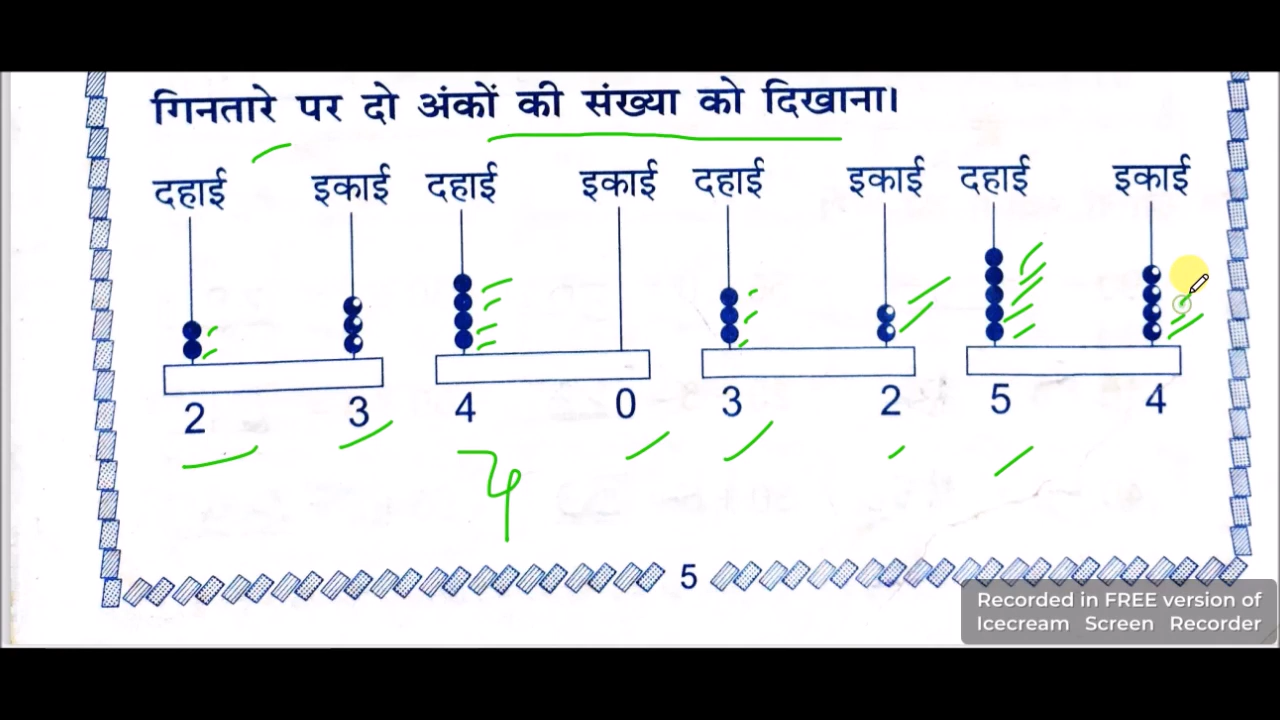 गिनतारे पर दो अंकों की संख्या को दिखाना।
दहाई इकाई दहाई इकाई दहाई इकाई दहाई इकाई
2 3 4 0 3 2 5 4
5
Recorded in FREE version of
Icecream Screen Recorder